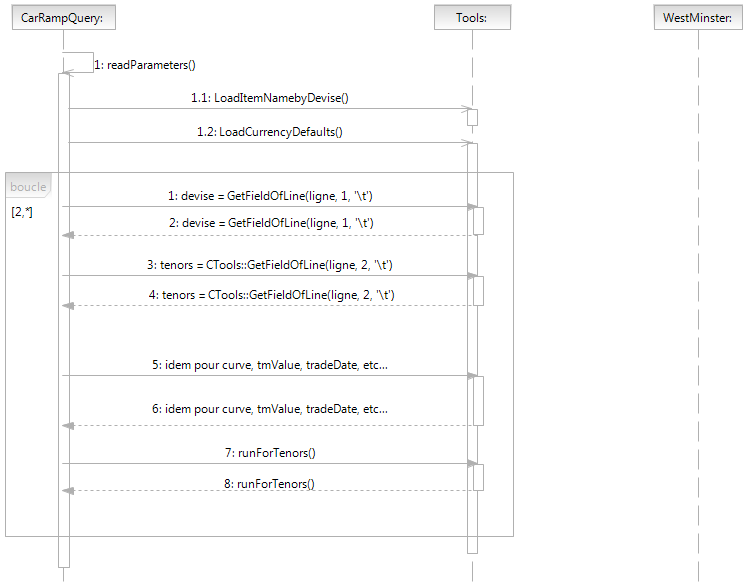 CarRampQuery:
Tools:
WestMinster:
1: readParameters()
1.1: LoadItemNamebyDevise()
1.2: LoadCurrencyDefaults()
boucle
[2,*]
1: devise = GetFieldOfLine(ligne, 1, '\t')
2: devise = GetFieldOfLine(ligne, 1, '\t')
3: tenors = CTools::GetFieldOfLine(ligne, 2, '\t')
4: tenors = CTools::GetFieldOfLine(ligne, 2, '\t')
5: idem pour curve, tmValue, tradeDate, etc...
6: idem pour curve, tmValue, tradeDate, etc...
7: runForTenors()
8: runForTenors()